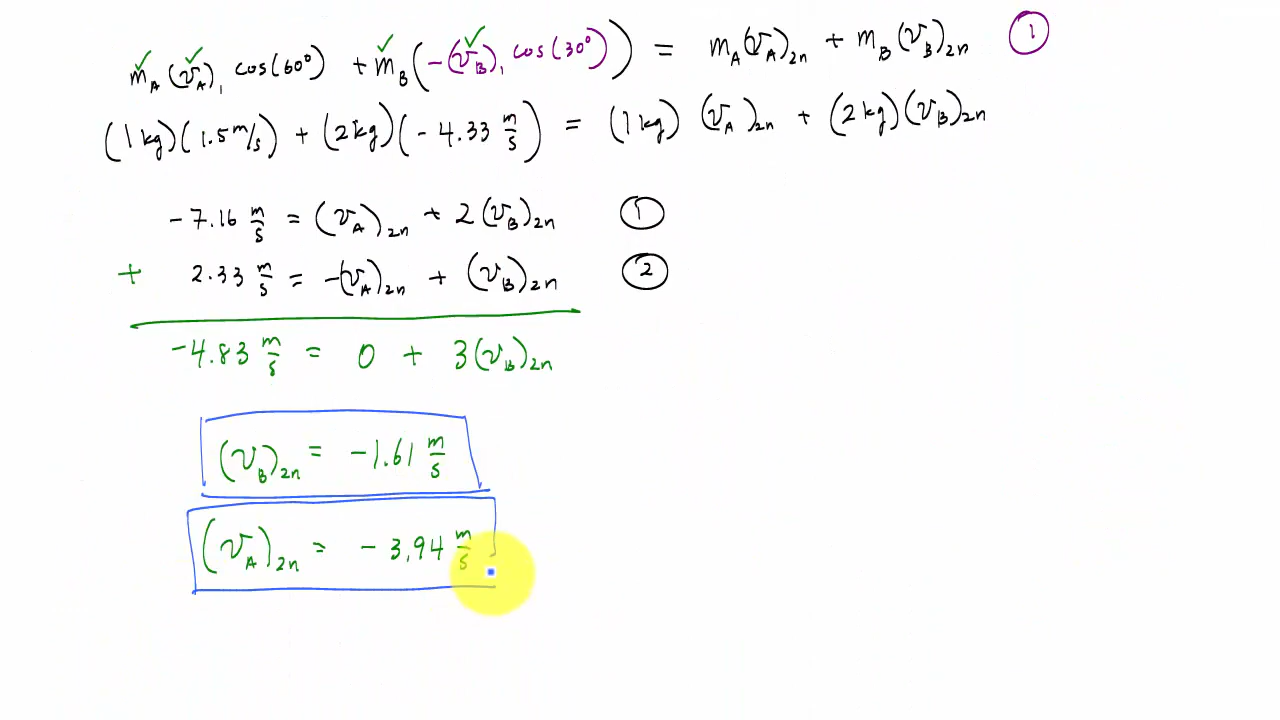 m_A (v_A)_1 cos(60°) + m_B (-(v_B)_1 cos(30°)) = m_A (v_A)_2n + m_B (v_B)_2n ①
(1 kg)(1.5 m/s) + (2 kg)(-4.33 m/s) = (1 kg) (v_A)_2n + (2 kg)(v_B)_2n
-7.16 m/s = (v_A)_2n + 2 (v_B)_2n ①
+ 2.33 m/s = -(v_A)_2n + (v_B)_2n ②
-4.83 m/s = 0 + 3 (v_B)_2n
(v_B)_2n = -1.61 m/s
(v_A)_2n = -3.94 m/s